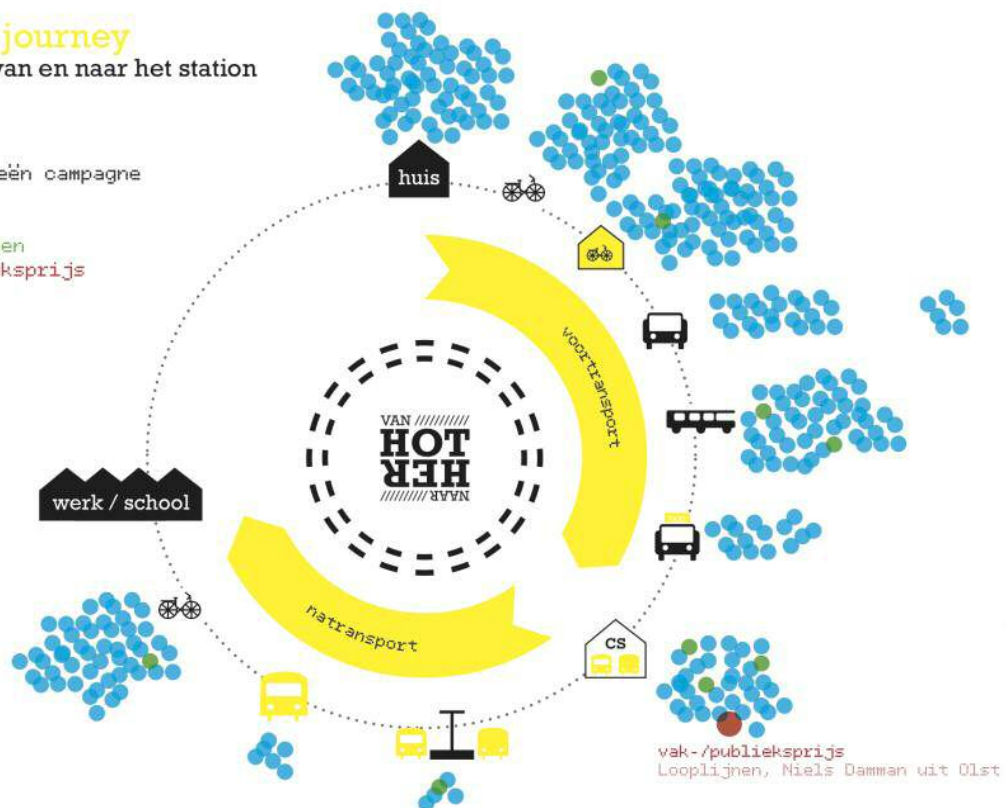 journey
van en naar het station
eën campagne
en
ksprijs
huis
voortransport
VAN //////////
HOT
HER
NAAR //////////
werk / school
natransport
CS
vak-/publieksprijs
Looplijnen, Niels Damman uit Olst